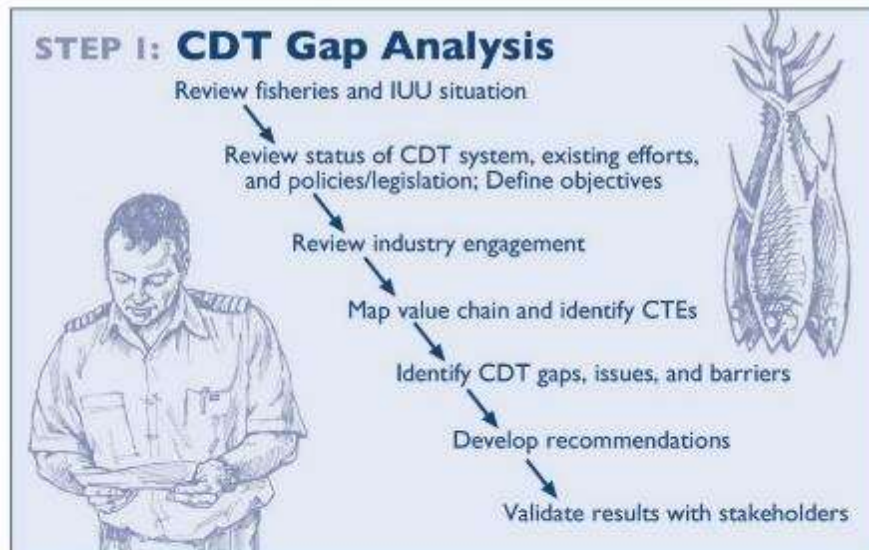 STEP 1: CDT Gap Analysis
Review fisheries and IUU situation
Review status of CDT system, existing efforts,
and policies/legislation; Define objectives
Review industry engagement
Map value chain and identify CTEs
Identify CDT gaps, issues, and barriers
Develop recommendations
Validate results with stakeholders